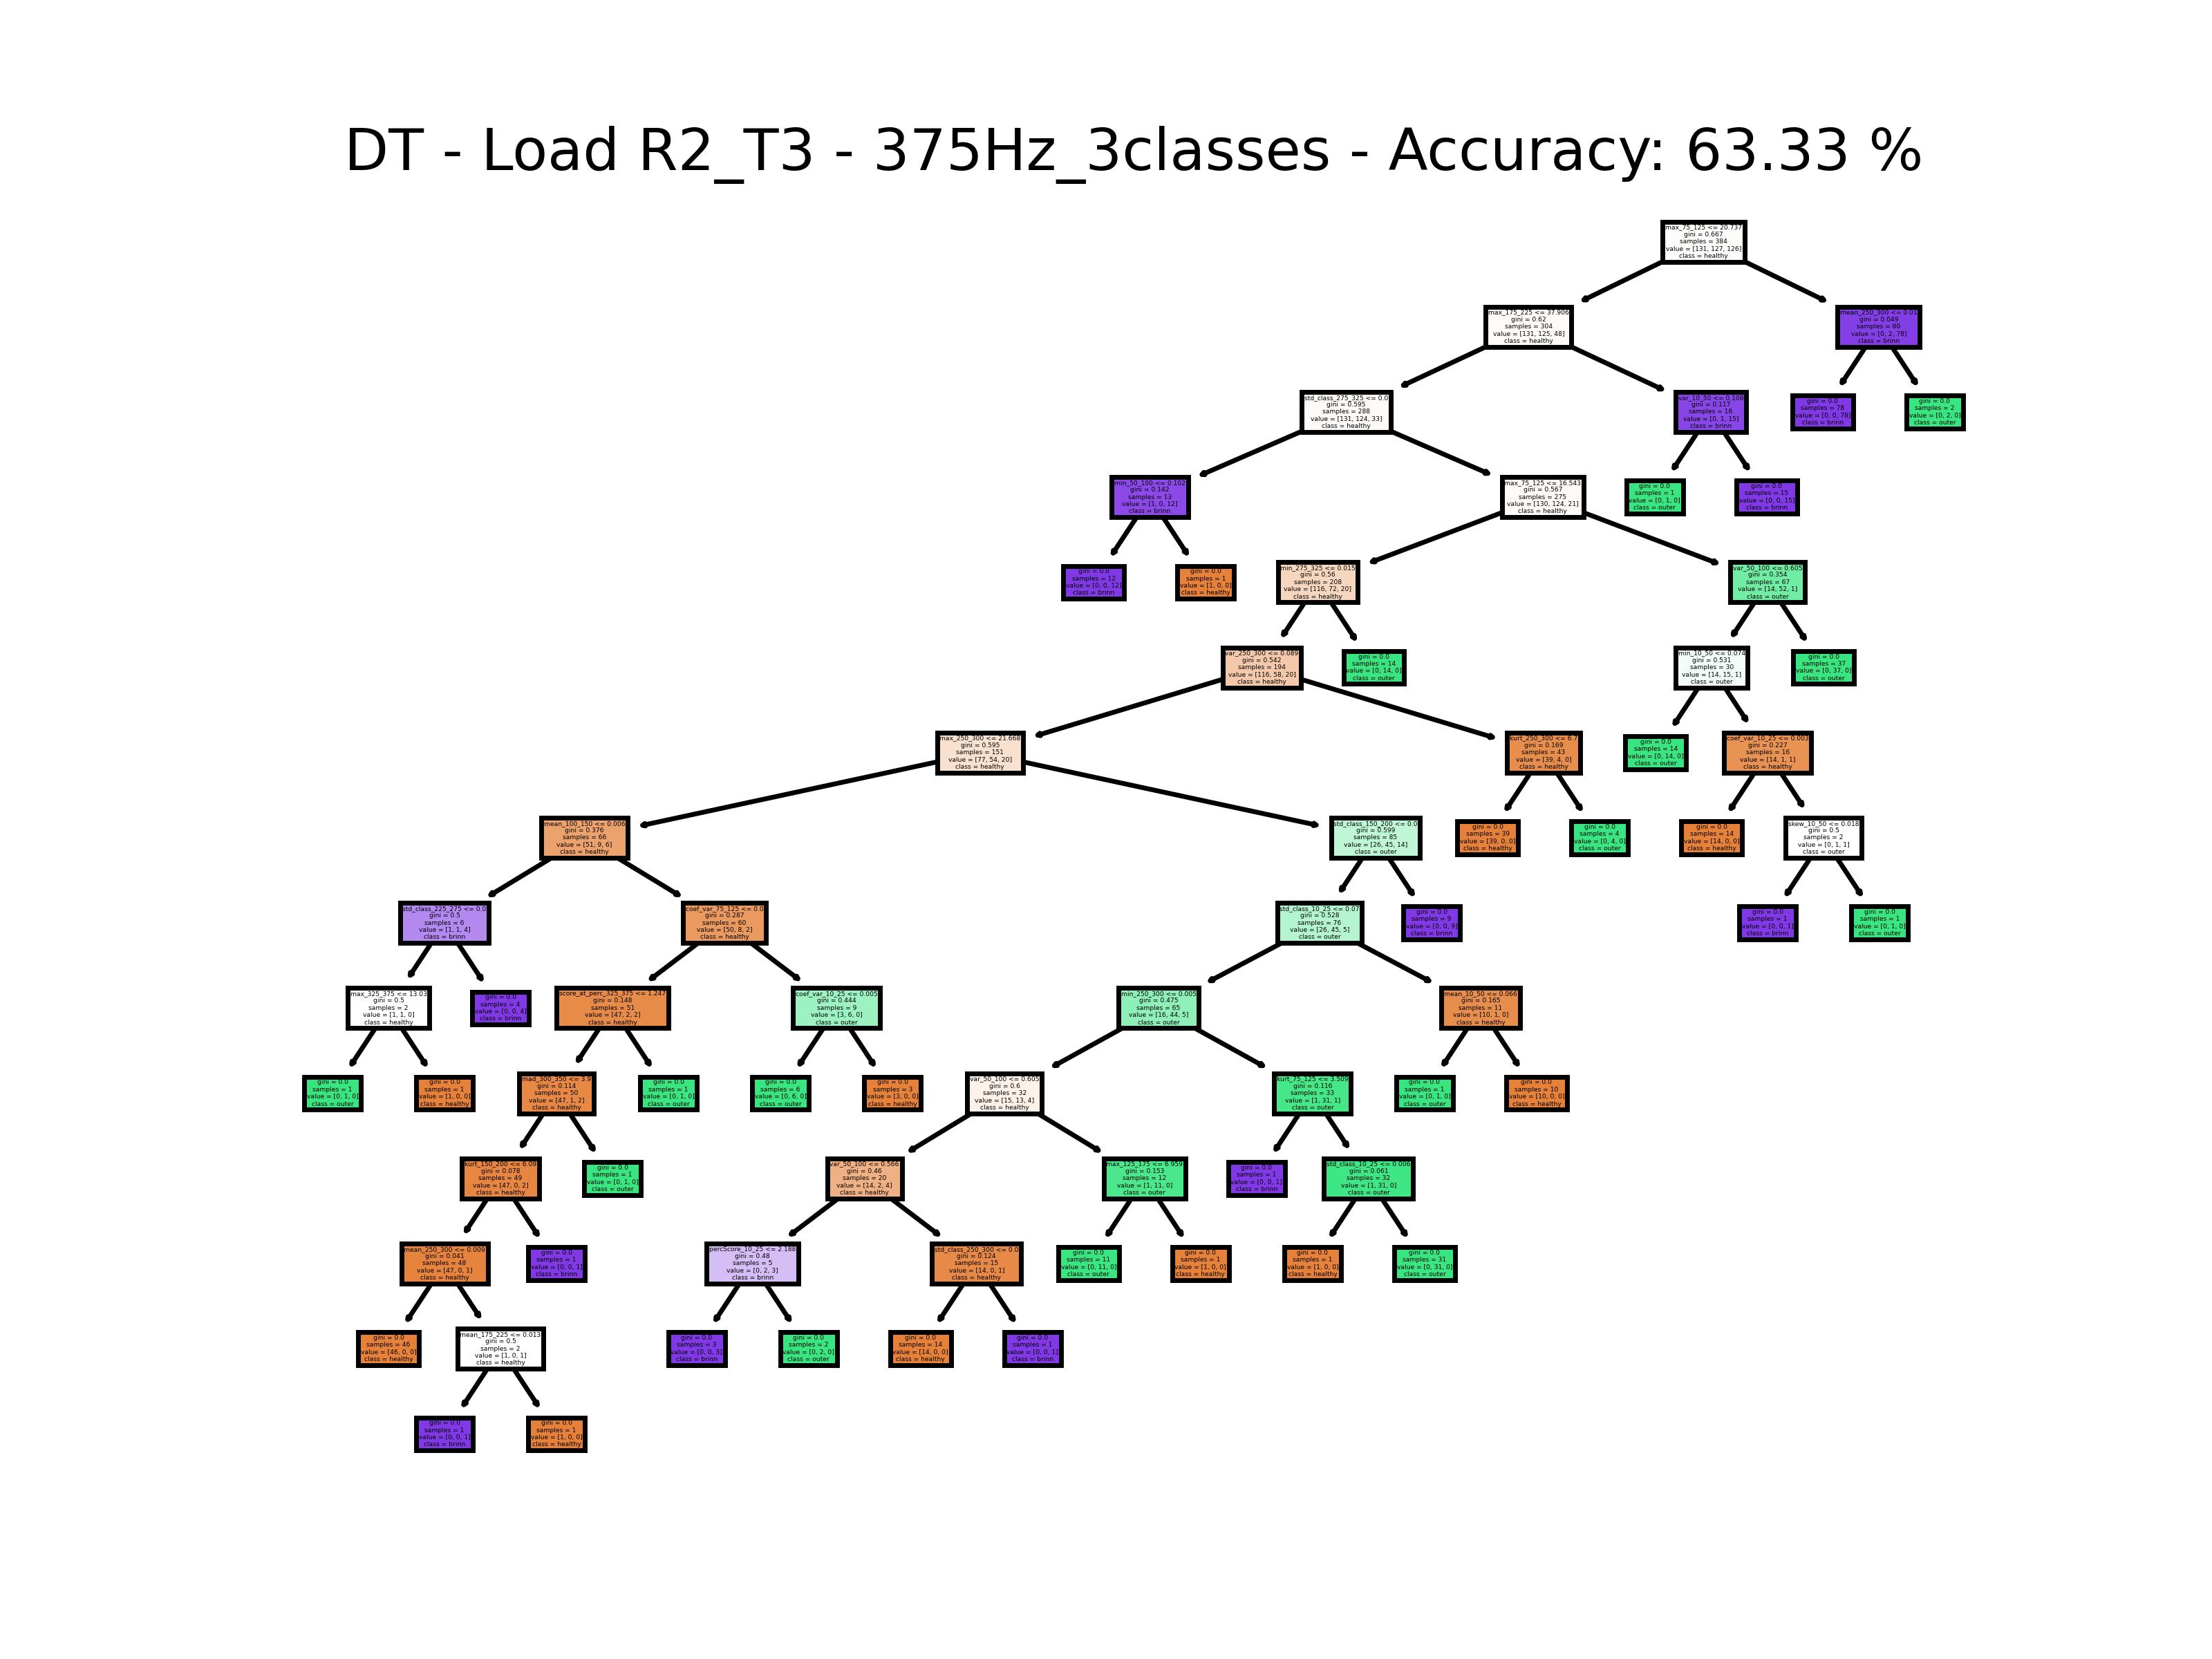 DT - Load R2_T3 - 375Hz_3classes - Accuracy: 63.33 %
max_75_125 <= 20.737
gini = 0.667
samples = 384
value = [131, 127, 126]
class = healthy
max_175_225 <= 37.906
gini = 0.62
samples = 304
value = [131, 125, 48]
class = healthy
mean_250_300 <= 0.01
gini = 0.049
samples = 80
value = [0, 2, 78]
class = brinn
std_class_275_325 <= 0.0
gini = 0.595
samples = 288
value = [131, 124, 33]
class = healthy
var_10_50 <= 0.108
gini = 0.117
samples = 16
value = [0, 1, 15]
class = brinn
gini = 0.0
samples = 78
value = [0, 0, 78]
class = brinn
gini = 0.0
samples = 2
value = [0, 2, 0]
class = outer
min_50_100 <= 0.102
gini = 0.142
samples = 13
value = [1, 0, 12]
class = brinn
max_75_125 <= 16.543
gini = 0.567
samples = 275
value = [130, 124, 21]
class = healthy
gini = 0.0
samples = 1
value = [0, 1, 0]
class = outer
gini = 0.0
samples = 15
value = [0, 0, 15]
class = brinn
gini = 0.0
samples = 12
value = [0, 0, 12]
class = brinn
gini = 0.0
samples = 1
value = [1, 0, 0]
class = healthy
min_275_325 <= 0.015
gini = 0.56
samples = 208
value = [116, 72, 20]
class = healthy
var_50_100 <= 0.605
gini = 0.354
samples = 67
value = [14, 52, 1]
class = outer
var_250_300 <= 0.089
gini = 0.542
samples = 194
value = [116, 58, 20]
class = healthy
gini = 0.0
samples = 14
value = [0, 14, 0]
class = outer
min_10_50 <= 0.074
gini = 0.531
samples = 30
value = [14, 15, 1]
class = outer
gini = 0.0
samples = 37
value = [0, 37, 0]
class = outer
max_250_300 <= 21.668
gini = 0.595
samples = 151
value = [77, 54, 20]
class = healthy
kurt_250_300 <= 6.7
gini = 0.169
samples = 43
value = [39, 4, 0]
class = healthy
gini = 0.0
samples = 14
value = [0, 14, 0]
class = outer
coef_var_10_25 <= 0.003
gini = 0.227
samples = 16
value = [14, 1, 1]
class = healthy
mean_100_150 <= 0.006
gini = 0.376
samples = 66
value = [51, 9, 6]
class = healthy
std_class_150_200 <= 0.0
gini = 0.599
samples = 85
value = [26, 45, 14]
class = outer
gini = 0.0
samples = 39
value = [39, 0, 0]
class = healthy
gini = 0.0
samples = 4
value = [0, 4, 0]
class = outer
gini = 0.0
samples = 14
value = [14, 0, 0]
class = healthy
skew_10_50 <= 0.018
gini = 0.5
samples = 2
value = [0, 1, 1]
class = outer
std_class_225_275 <= 0.0
gini = 0.5
samples = 6
value = [1, 1, 4]
class = brinn
coef_var_75_125 <= 0.0
gini = 0.287
samples = 60
value = [50, 8, 2]
class = healthy
std_class_10_25 <= 0.07
gini = 0.528
samples = 76
value = [26, 45, 5]
class = outer
gini = 0.0
samples = 9
value = [0, 0, 9]
class = brinn
gini = 0.0
samples = 1
value = [0, 0, 1]
class = brinn
gini = 0.0
samples = 1
value = [0, 1, 0]
class = outer
max_325_375 <= 13.03
gini = 0.5
samples = 2
value = [1, 1, 0]
class = healthy
gini = 0.0
samples = 4
value = [0, 0, 4]
class = brinn
score_at_perc_325_375 <= 1.247
gini = 0.148
samples = 51
value = [47, 2, 2]
class = healthy
coef_var_10_25 <= 0.005
gini = 0.444
samples = 9
value = [3, 6, 0]
class = outer
min_250_300 <= 0.005
gini = 0.475
samples = 65
value = [16, 44, 5]
class = outer
mean_10_50 <= 0.066
gini = 0.165
samples = 11
value = [10, 1, 0]
class = healthy
gini = 0.0
samples = 1
value = [0, 1, 0]
class = outer
gini = 0.0
samples = 1
value = [1, 0, 0]
class = healthy
mad_300_350 <= 3.9
gini = 0.114
samples = 50
value = [47, 1, 2]
class = healthy
gini = 0.0
samples = 1
value = [0, 1, 0]
class = outer
gini = 0.0
samples = 6
value = [0, 6, 0]
class = outer
gini = 0.0
samples = 3
value = [3, 0, 0]
class = healthy
var_50_100 <= 0.605
gini = 0.6
samples = 32
value = [15, 13, 4]
class = healthy
kurt_75_125 <= 3.509
gini = 0.116
samples = 33
value = [1, 31, 1]
class = outer
gini = 0.0
samples = 1
value = [0, 1, 0]
class = outer
gini = 0.0
samples = 10
value = [10, 0, 0]
class = healthy
kurt_150_200 <= 6.09
gini = 0.078
samples = 49
value = [47, 0, 2]
class = healthy
gini = 0.0
samples = 1
value = [0, 1, 0]
class = outer
var_50_100 <= 0.566
gini = 0.46
samples = 20
value = [14, 2, 4]
class = healthy
max_125_175 <= 6.959
gini = 0.153
samples = 12
value = [1, 11, 0]
class = outer
gini = 0.0
samples = 1
value = [0, 0, 1]
class = brinn
std_class_10_25 <= 0.006
gini = 0.061
samples = 32
value = [1, 31, 0]
class = outer
mean_250_300 <= 0.009
gini = 0.041
samples = 48
value = [47, 0, 1]
class = healthy
gini = 0.0
samples = 1
value = [0, 0, 1]
class = brinn
percScore_10_25 <= 2.188
gini = 0.48
samples = 5
value = [0, 2, 3]
class = brinn
std_class_250_300 <= 0.0
gini = 0.124
samples = 15
value = [14, 0, 1]
class = healthy
gini = 0.0
samples = 11
value = [0, 11, 0]
class = outer
gini = 0.0
samples = 1
value = [1, 0, 0]
class = healthy
gini = 0.0
samples = 1
value = [1, 0, 0]
class = healthy
gini = 0.0
samples = 31
value = [0, 31, 0]
class = outer
gini = 0.0
samples = 46
value = [46, 0, 0]
class = healthy
mean_175_225 <= 0.013
gini = 0.5
samples = 2
value = [1, 0, 1]
class = healthy
gini = 0.0
samples = 3
value = [0, 0, 3]
class = brinn
gini = 0.0
samples = 2
value = [0, 2, 0]
class = outer
gini = 0.0
samples = 14
value = [14, 0, 0]
class = healthy
gini = 0.0
samples = 1
value = [0, 0, 1]
class = brinn
gini = 0.0
samples = 1
value = [0, 0, 1]
class = brinn
gini = 0.0
samples = 1
value = [1, 0, 0]
class = healthy